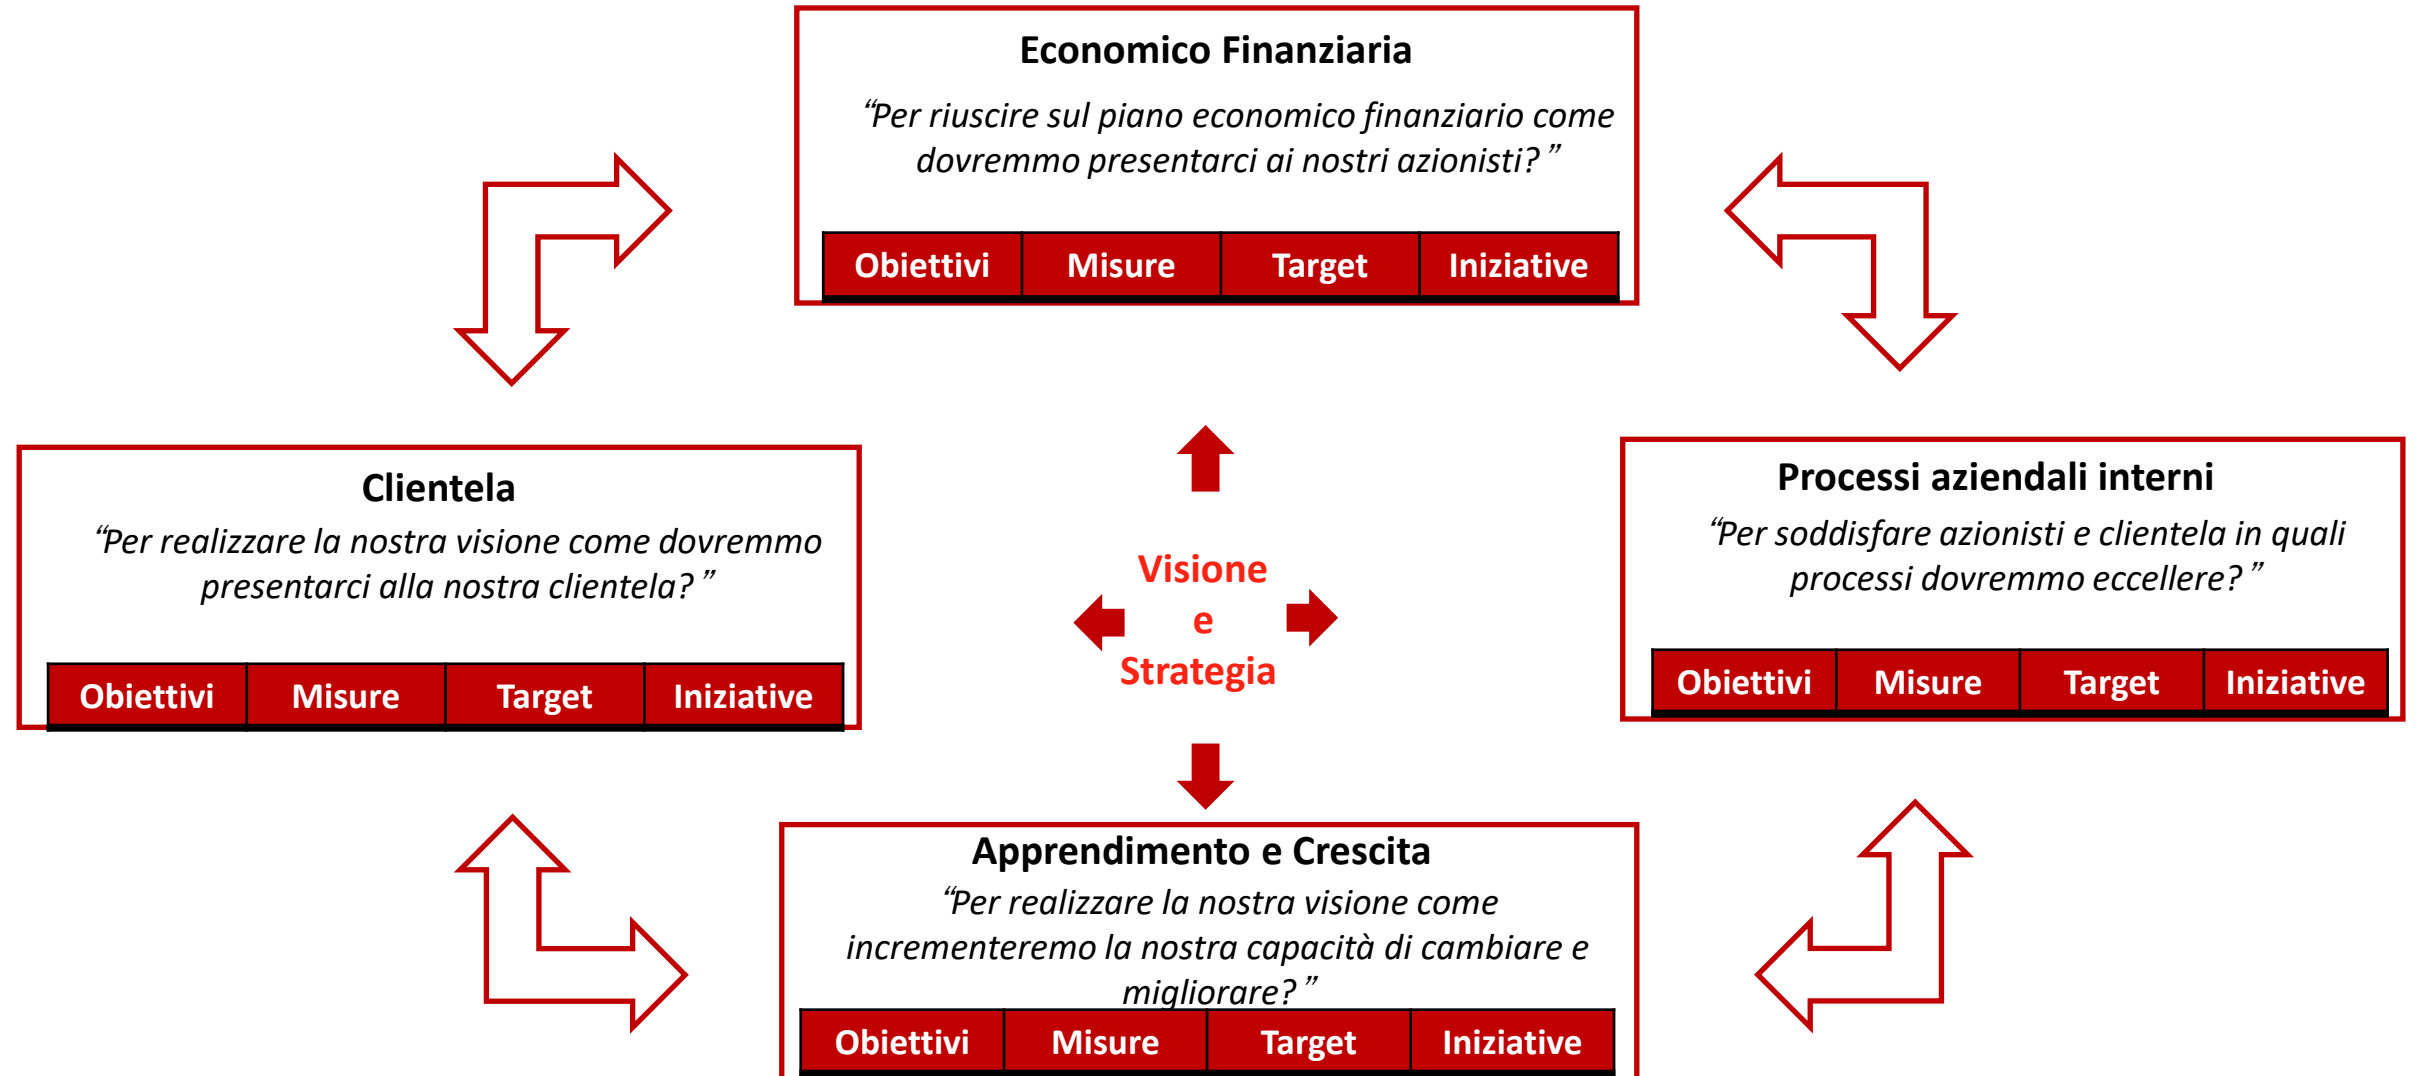 Economico Finanziaria
“Per riuscire sul piano economico finanziario come
dovremmo presentarci ai nostri azionisti? ”
Obiettivi Misure Target Iniziative
Clientela
“Per realizzare la nostra visione come dovremmo
presentarci alla nostra clientela? ”
Obiettivi Misure Target Iniziative
Visione
e
Strategia
Processi aziendali interni
“Per soddisfare azionisti e clientela in quali
processi dovremmo eccellere? ”
Obiettivi Misure Target Iniziative
Apprendimento e Crescita
“Per realizzare la nostra visione come
incrementeremo la nostra capacità di cambiare e
migliorare? ”
Obiettivi Misure Target Iniziative